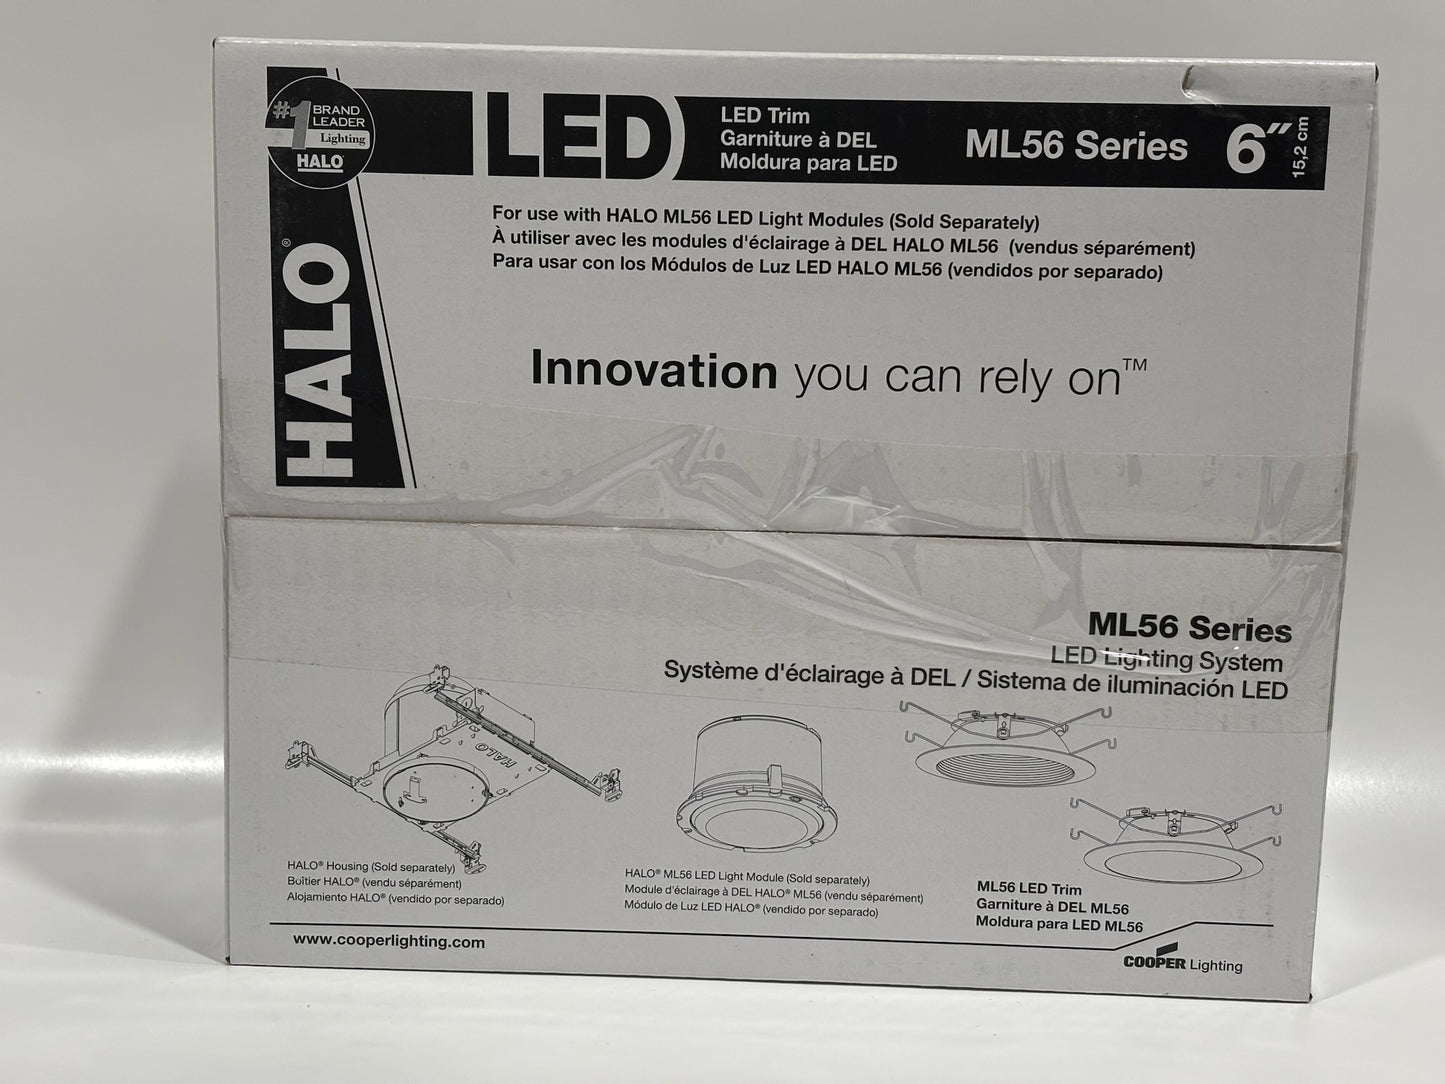 #1 BRAND
LEADER
Lighting
HALO
LED
LED Trim
Garniture à DEL
Moldura para LED
ML56 Series
6″
15,2 cm
For use with HALO ML56 LED Light Modules (Sold Separately)
À utiliser avec les modules d'éclairage à DEL HALO ML56 (vendus séparément)
Para usar con los Módulos de Luz LED HALO ML56 (vendidos por separado)
HALO®
Innovation you can rely on™
ML56 Series
LED Lighting System
Système d'éclairage à DEL / Sistema de iluminación LED
HALO
HALO® Housing (Sold separately)
Boîtier HALO® (vendu séparément)
Alojamiento HALO® (vendido por separado)
HALO® ML56 LED Light Module (Sold separately)
Module d'éclairage à DEL HALO® ML56 (vendu séparément)
Módulo de Luz LED HALO® (vendido por separado)
ML56 LED Trim
Garniture à DEL ML56
Moldura para LED ML56
www.cooperlighting.com
COOPER Lighting